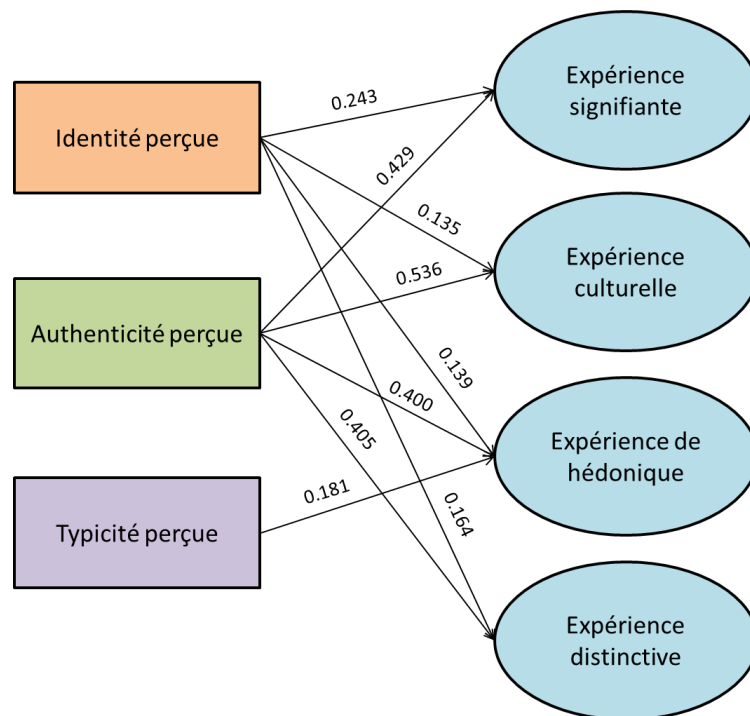 Identité perçue
Authenticité perçue
Typicité perçue
0.243
0.429
0.135
0.536
0.139
0.400
0.405
0.181
0.164
Expérience
signifiante
Expérience
culturelle
Expérience de
hédonique
Expérience
distinctive